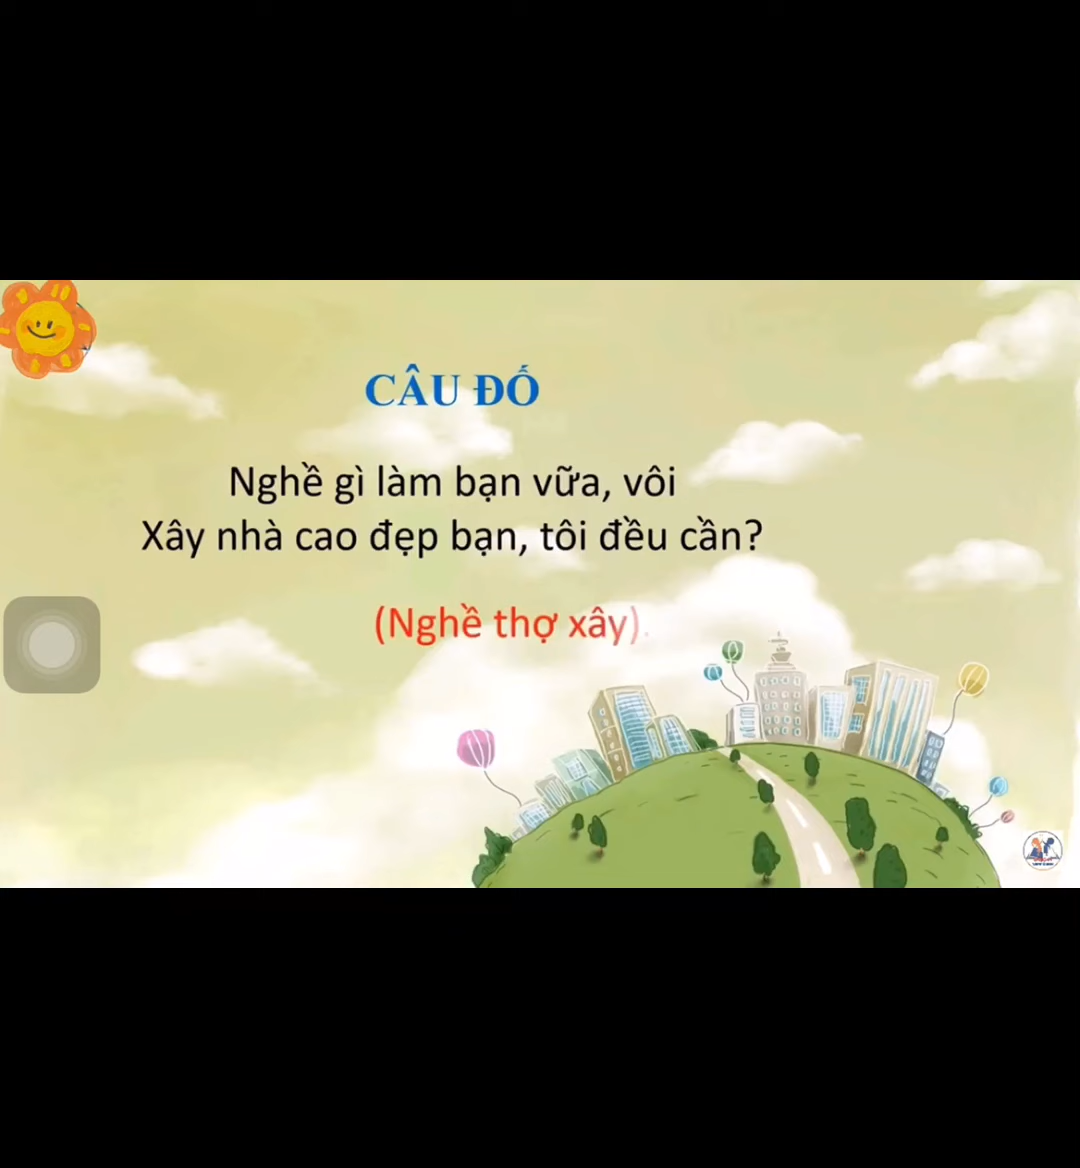 CÂU ĐỐ
Nghề gì làm bạn vữa, vôi
Xây nhà cao đẹp bạn, tôi đều cần?
(Nghề thợ xây).